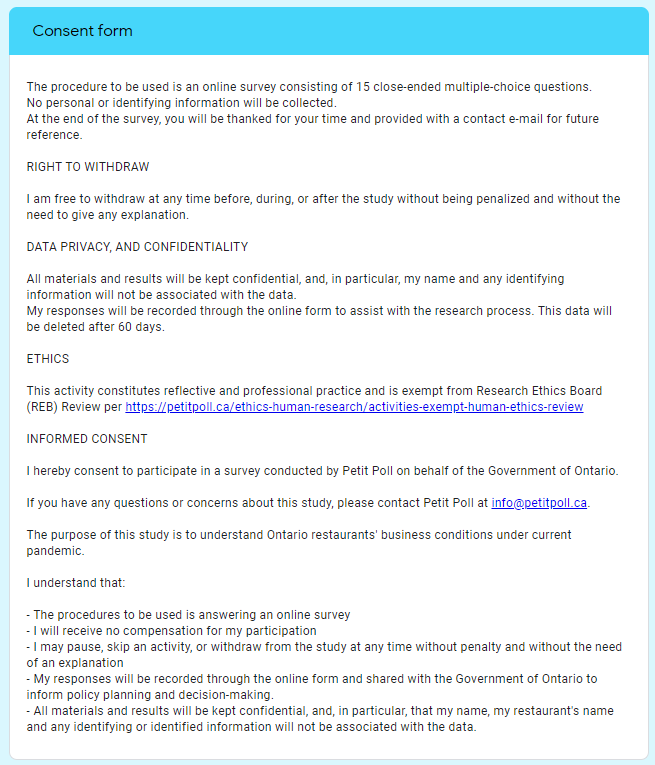 Consent form
The procedure to be used is an online survey consisting of 15 close-ended multiple-choice questions.
No personal or identifying information will be collected.
At the end of the survey, you will be thanked for your time and provided with a contact e-mail for future
reference.
RIGHT TO WITHDRAW
I am free to withdraw at any time before, during, or after the study without being penalized and without the
need to give any explanation.
DATA PRIVACY, AND CONFIDENTIALITY
All materials and results will be kept confidential, and, in particular, my name and any identifying
information will not be associated with the data.
My responses will be recorded through the online form to assist with the research process. This data will
be deleted after 60 days.
ETHICS
This activity constitutes reflective and professional practice and is exempt from Research Ethics Board
(REB) Review per https://petitpoll.ca/ethics-human-research/activities-exempt-human-ethics-review
INFORMED CONSENT
I hereby consent to participate in a survey conducted by Petit Poll on behalf of the Government of Ontario.
If you have any questions or concerns about this study, please contact Petit Poll at info@petitpoll.ca.
The purpose of this study is to understand Ontario restaurants' business conditions under current
pandemic.
I understand that:
- The procedures to be used is answering an online survey
- I will receive no compensation for my participation
- I may pause, skip an activity, or withdraw from the study at any time without penalty and without the need
of an explanation
- My responses will be recorded through the online form and shared with the Government of Ontario to
inform policy planning and decision-making.
- All materials and results will be kept confidential, and, in particular, that my name, my restaurant's name
and any identifying or identified information will not be associated with the data.